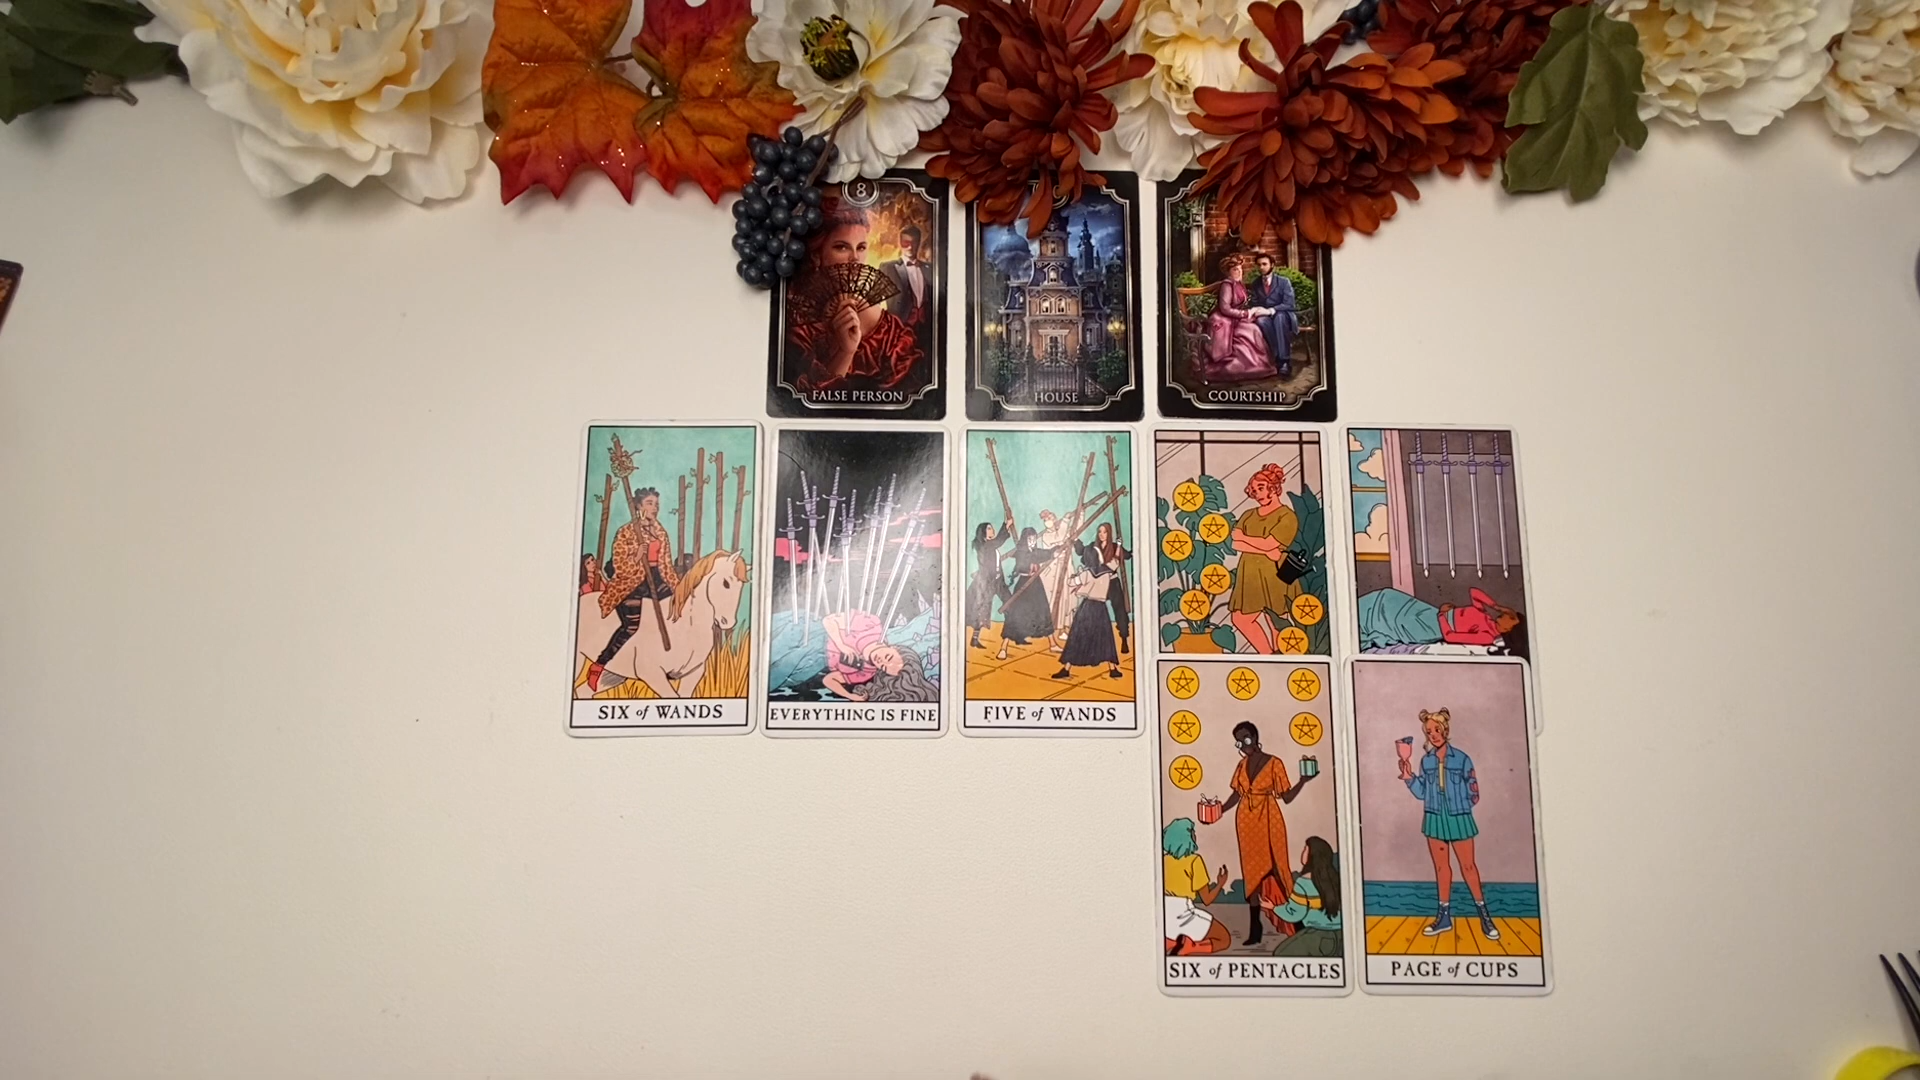 8
FALSE PERSON
HOUSE
COURTSHIP
SIX of WANDS
EVERYTHING IS FINE
FIVE of WANDS
SIX of PENTACLES
PAGE of CUPS